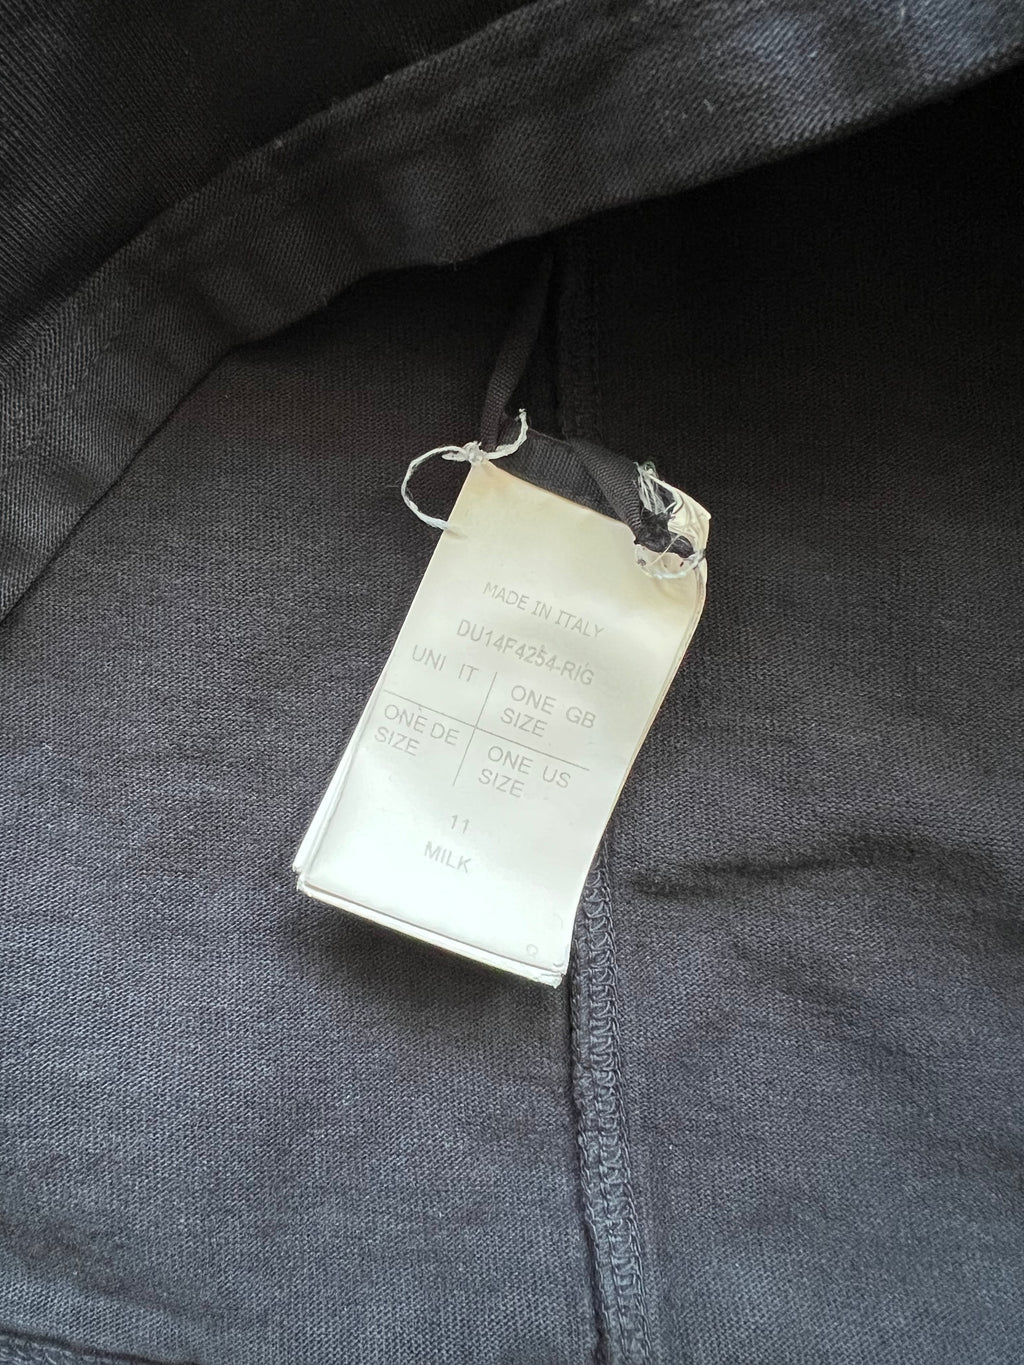 MADE IN ITALY
DU14F4254-RIG
UNI IT
ONE GB
SIZE
ONE DE
SIZE
ONE US
SIZE
11
MILK